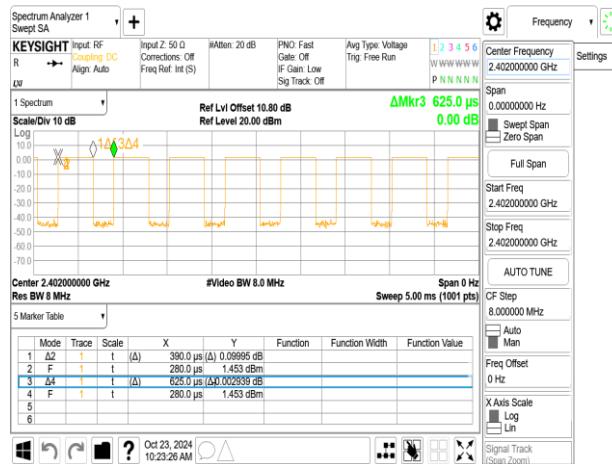 Spectrum Analyzer 1
Swept SA
Frequency
Settings
KEYSIGHT
R
LXI
Input: RF
Coupling: DC
Align: Auto
Input Z: 50 Ω
Corrections: Off
Freq Ref: Int (S)
#Atten: 20 dB
PNO: Fast
Gate: Off
IF Gain: Low
Sig Track: Off
Avg Type: Voltage
Trig: Free Run
1 2 3 4 5 6
W W W W W W
P N N N N N
1 Spectrum
Scale/Div 10 dB
Ref Lvl Offset 10.80 dB
Ref Level 20.00 dBm
ΔMkr3 625.0 µs
0.00 dB
Log
10.0
0.00
-10.0
-20.0
-30.0
-40.0
-50.0
-60.0
-70.0
Center 2.402000000 GHz
Res BW 8 MHz
#Video BW 8.0 MHz
Span 0 Hz
Sweep 5.00 ms (1001 pts)
5 Marker Table
Mode Trace Scale X Y Function Function Width Function Value
1 Δ2 1 t (Δ) 390.0 µs (Δ) 0.09995 dB
2 F 1 t 280.0 µs 1.453 dBm
3 Δ4 1 t (Δ) 625.0 µs (Δ) 0.002939 dB
4 F 1 t 280.0 µs 1.453 dBm
5
6
Oct 23, 2024
10:23:26 AM
Center Frequency
2.402000000 GHz
Span
0.00000000 Hz
Swept Span
Zero Span
Full Span
Start Freq
2.402000000 GHz
Stop Freq
2.402000000 GHz
AUTO TUNE
CF Step
8.000000 MHz
Auto
Man
Freq Offset
0 Hz
X Axis Scale
Log
Lin
Signal Track
(Span Zoom)